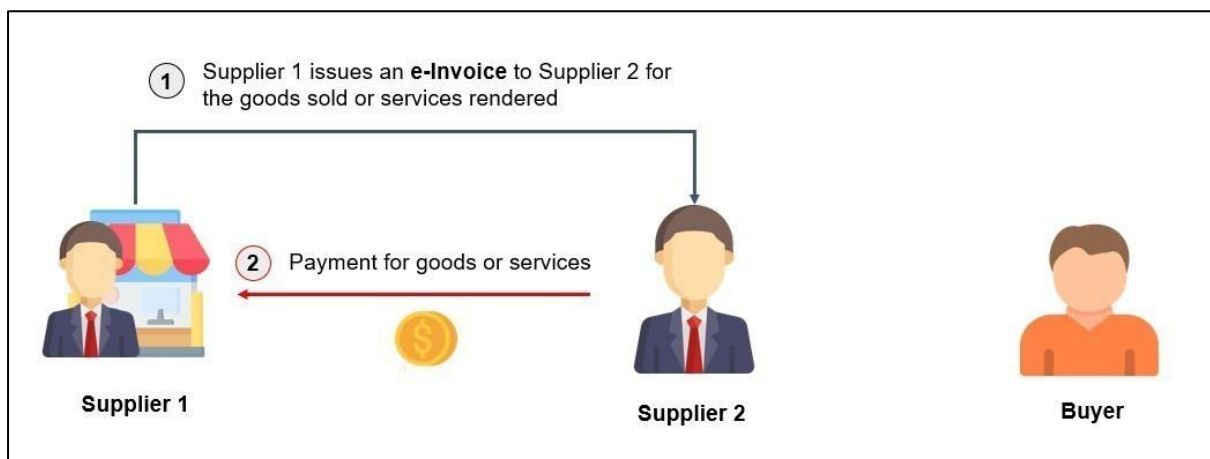 1
Supplier 1 issues an e-Invoice to Supplier 2 for
the goods sold or services rendered
2
Payment for goods or services
$
Supplier 1
Supplier 2
Buyer